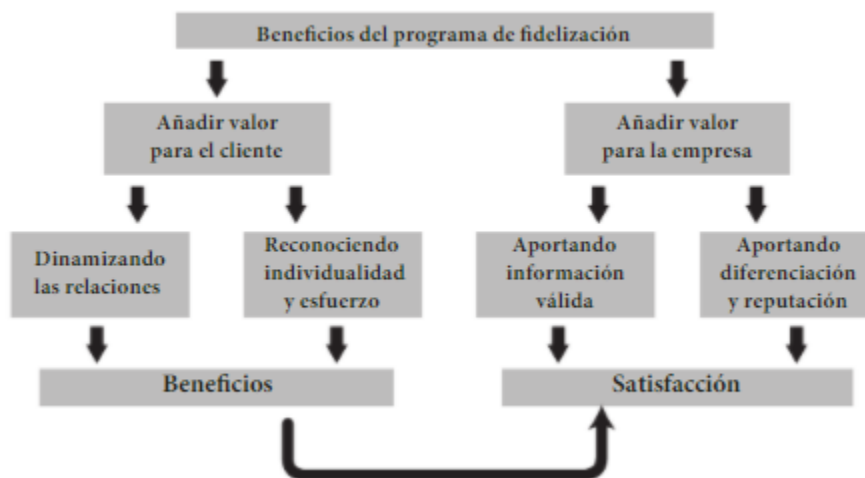 Beneficios del programa de fidelización
Añadir valor
para el cliente
Añadir valor
para la empresa
Dinamizando
las relaciones
Reconociendo
individualidad
y esfuerzo
Aportando
información
válida
Aportando
diferenciación
y reputación
Beneficios
Satisfacción